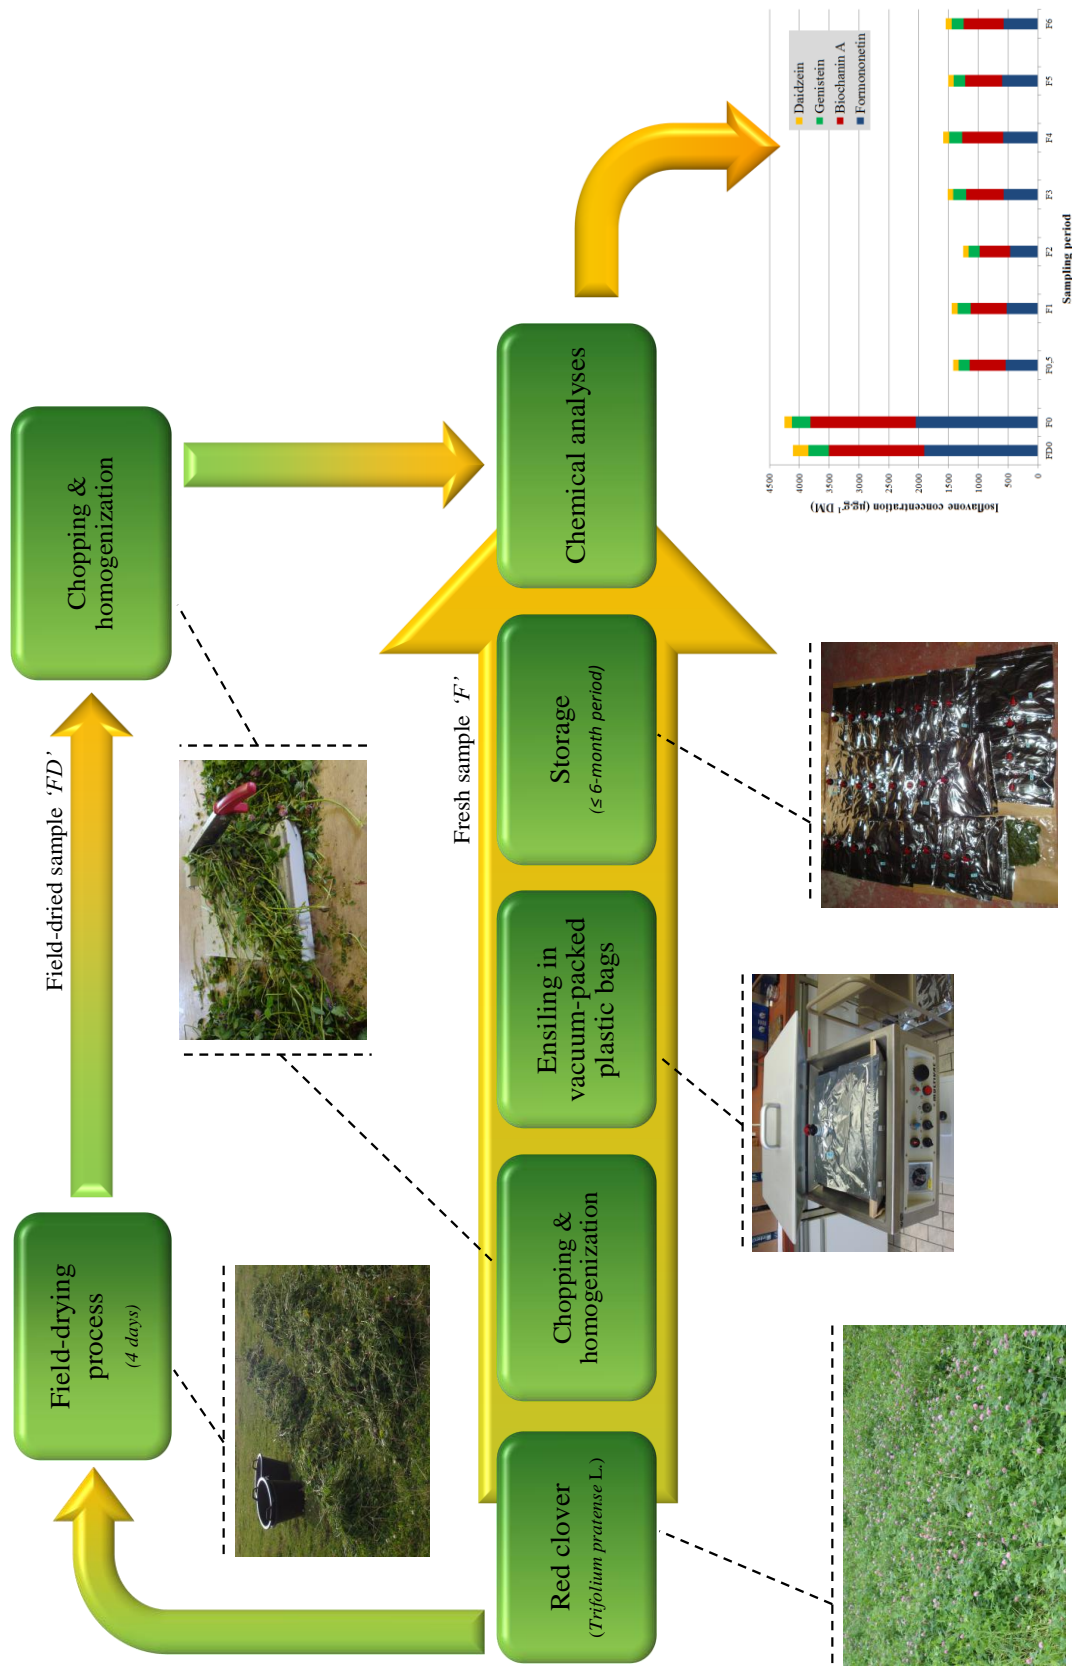 Field-drying
process
(4 days)
Field-dried sample ‘FD’
Chopping &
homogenization
Fresh sample ‘F’
Red clover
(Trifolium pratense L.)
Chopping &
homogenization
Ensiling in
vacuum-packed
plastic bags
Storage
(≤ 6-month period)
Chemical analyses
Isoflavone concentration (µg.g⁻¹ DM)
4500
4000
3500
3000
2500
2000
1500
1000
500
0
Daidzein
Genistein
Biochanin A
Formononetin
FD0 F0 F0,5 F1 F2 F3 F4 F5 F6
Sampling period